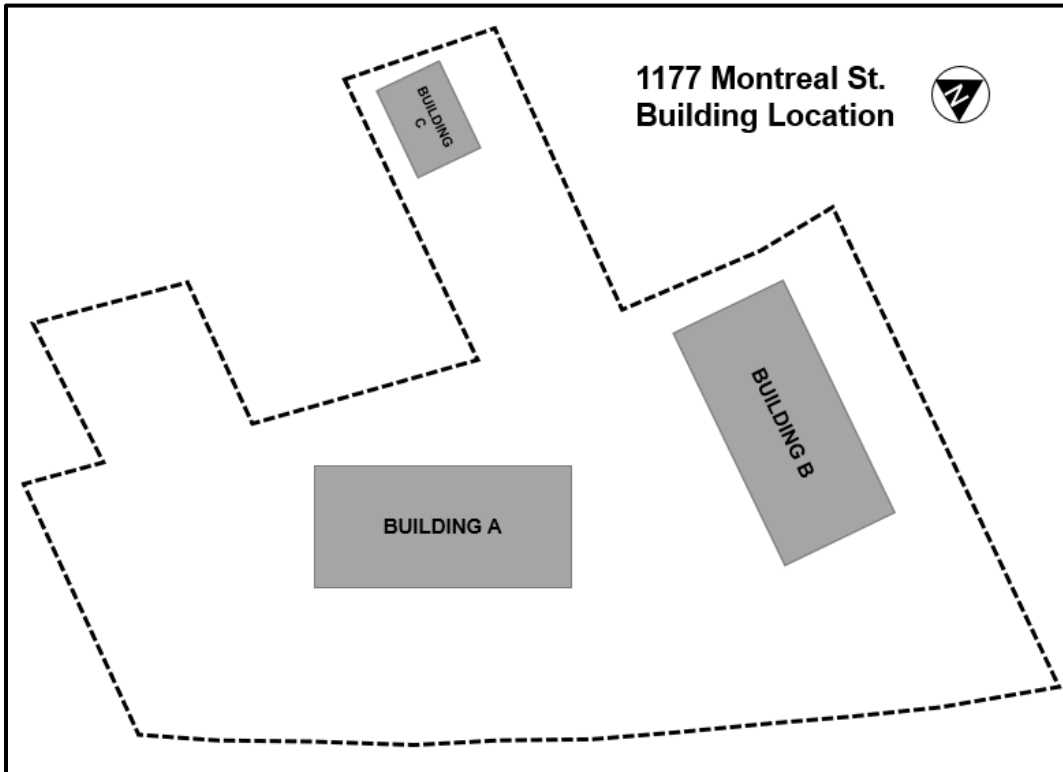 1177 Montreal St.
Building Location
N
BUILDING
C
BUILDING B
BUILDING A